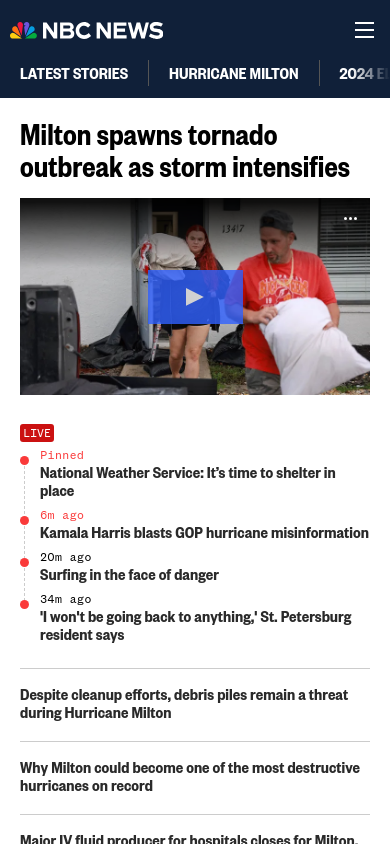 NBC NEWS
LATEST STORIES
HURRICANE MILTON
2024 E
Milton spawns tornado
outbreak as storm intensifies
13417
LIVE
Pinned
National Weather Service: It's time to shelter in
place
6m ago
Kamala Harris blasts GOP hurricane misinformation
20m ago
Surfing in the face of danger
34m ago
'I won't be going back to anything,' St. Petersburg
resident says
Despite cleanup efforts, debris piles remain a threat
during Hurricane Milton
Why Milton could become one of the most destructive
hurricanes on record
Major IV fluid producer for hospitals closes for Milton,